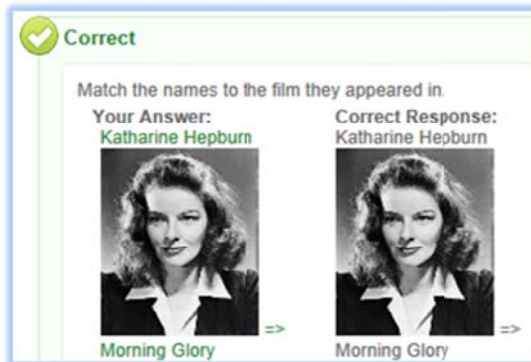 Correct
Match the names to the film they appeared in.
Your Answer: Correct Response:
Katharine Hepburn Katharine Hepburn
=> =>
Morning Glory Morning Glory